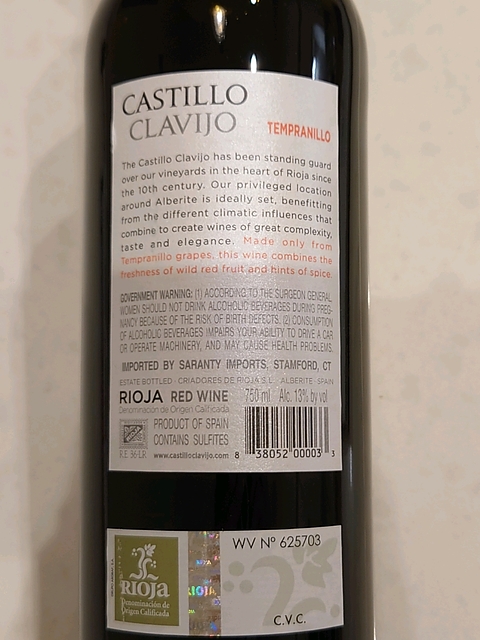 CASTILLO
CLAVIJO
TEMPRANILLO
The Castillo Clavijo has been standing guard
over our vineyards in the heart of Rioja since
the 10th century. Our privileged location
around Alberite is ideally set, benefitting
from the different climatic influences that
combine to create wines of great complexity,
taste and elegance. Made only from
Tempranillo grapes, this wine combines the
freshness of wild red fruit and hints of spice.
GOVERNMENT WARNING: (1) ACCORDING TO THE SURGEON GENERAL,
WOMEN SHOULD NOT DRINK ALCOHOLIC BEVERAGES DURING PREG-
NANCY BECAUSE OF THE RISK OF BIRTH DEFECTS. (2) CONSUMPTION
OF ALCOHOLIC BEVERAGES IMPAIRS YOUR ABILITY TO DRIVE A CAR
OR OPERATE MACHINERY, AND MAY CAUSE HEALTH PROBLEMS.
IMPORTED BY SARANTY IMPORTS, STAMFORD, CT
ESTATE BOTTLED · CRIADORES DE RIOJA S.L. · ALBERITE · SPAIN
RIOJA RED WINE 750 ml Alc. 13% by vol
Denominación de Origen Calificada
PRODUCT OF SPAIN
CONTAINS SULFITES
www.castilloclavijo.com
8 38052 00003 3
WV Nº 625703
RIOJA
Denominación de
Origen Calificada
C.V.C.